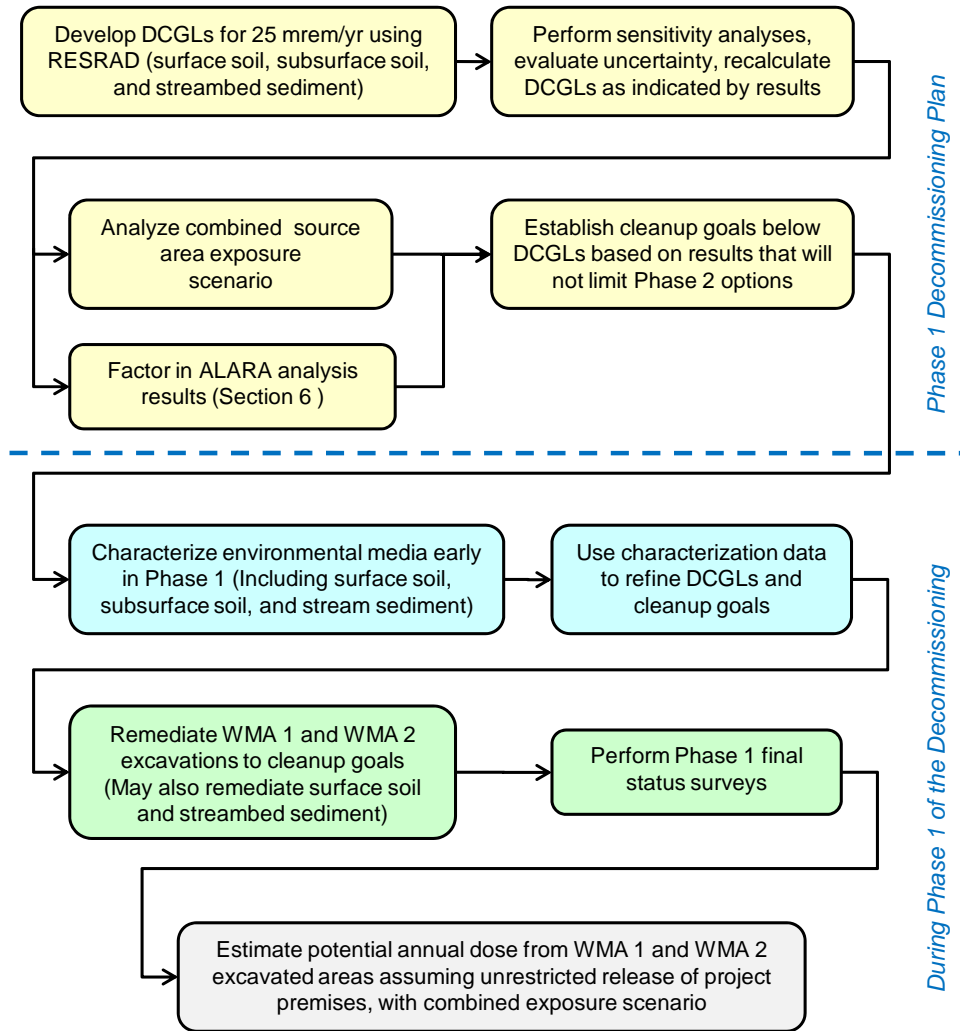 Develop DCGLs for 25 mrem/yr using
RESRAD (surface soil, subsurface soil,
and streambed sediment)
Perform sensitivity analyses,
evaluate uncertainty, recalculate
DCGLs as indicated by results
Analyze combined source
area exposure
scenario
Establish cleanup goals below
DCGLs based on results that will
not limit Phase 2 options
Factor in ALARA analysis
results (Section 6 )
Phase 1 Decommissioning Plan
Characterize environmental media early
in Phase 1 (Including surface soil,
subsurface soil, and stream sediment)
Use characterization data
to refine DCGLs and
cleanup goals
Remediate WMA 1 and WMA 2
excavations to cleanup goals
(May also remediate surface soil
and streambed sediment)
Perform Phase 1 final
status surveys
Estimate potential annual dose from WMA 1 and WMA 2
excavated areas assuming unrestricted release of project
premises, with combined exposure scenario
During Phase 1 of the Decommissioning